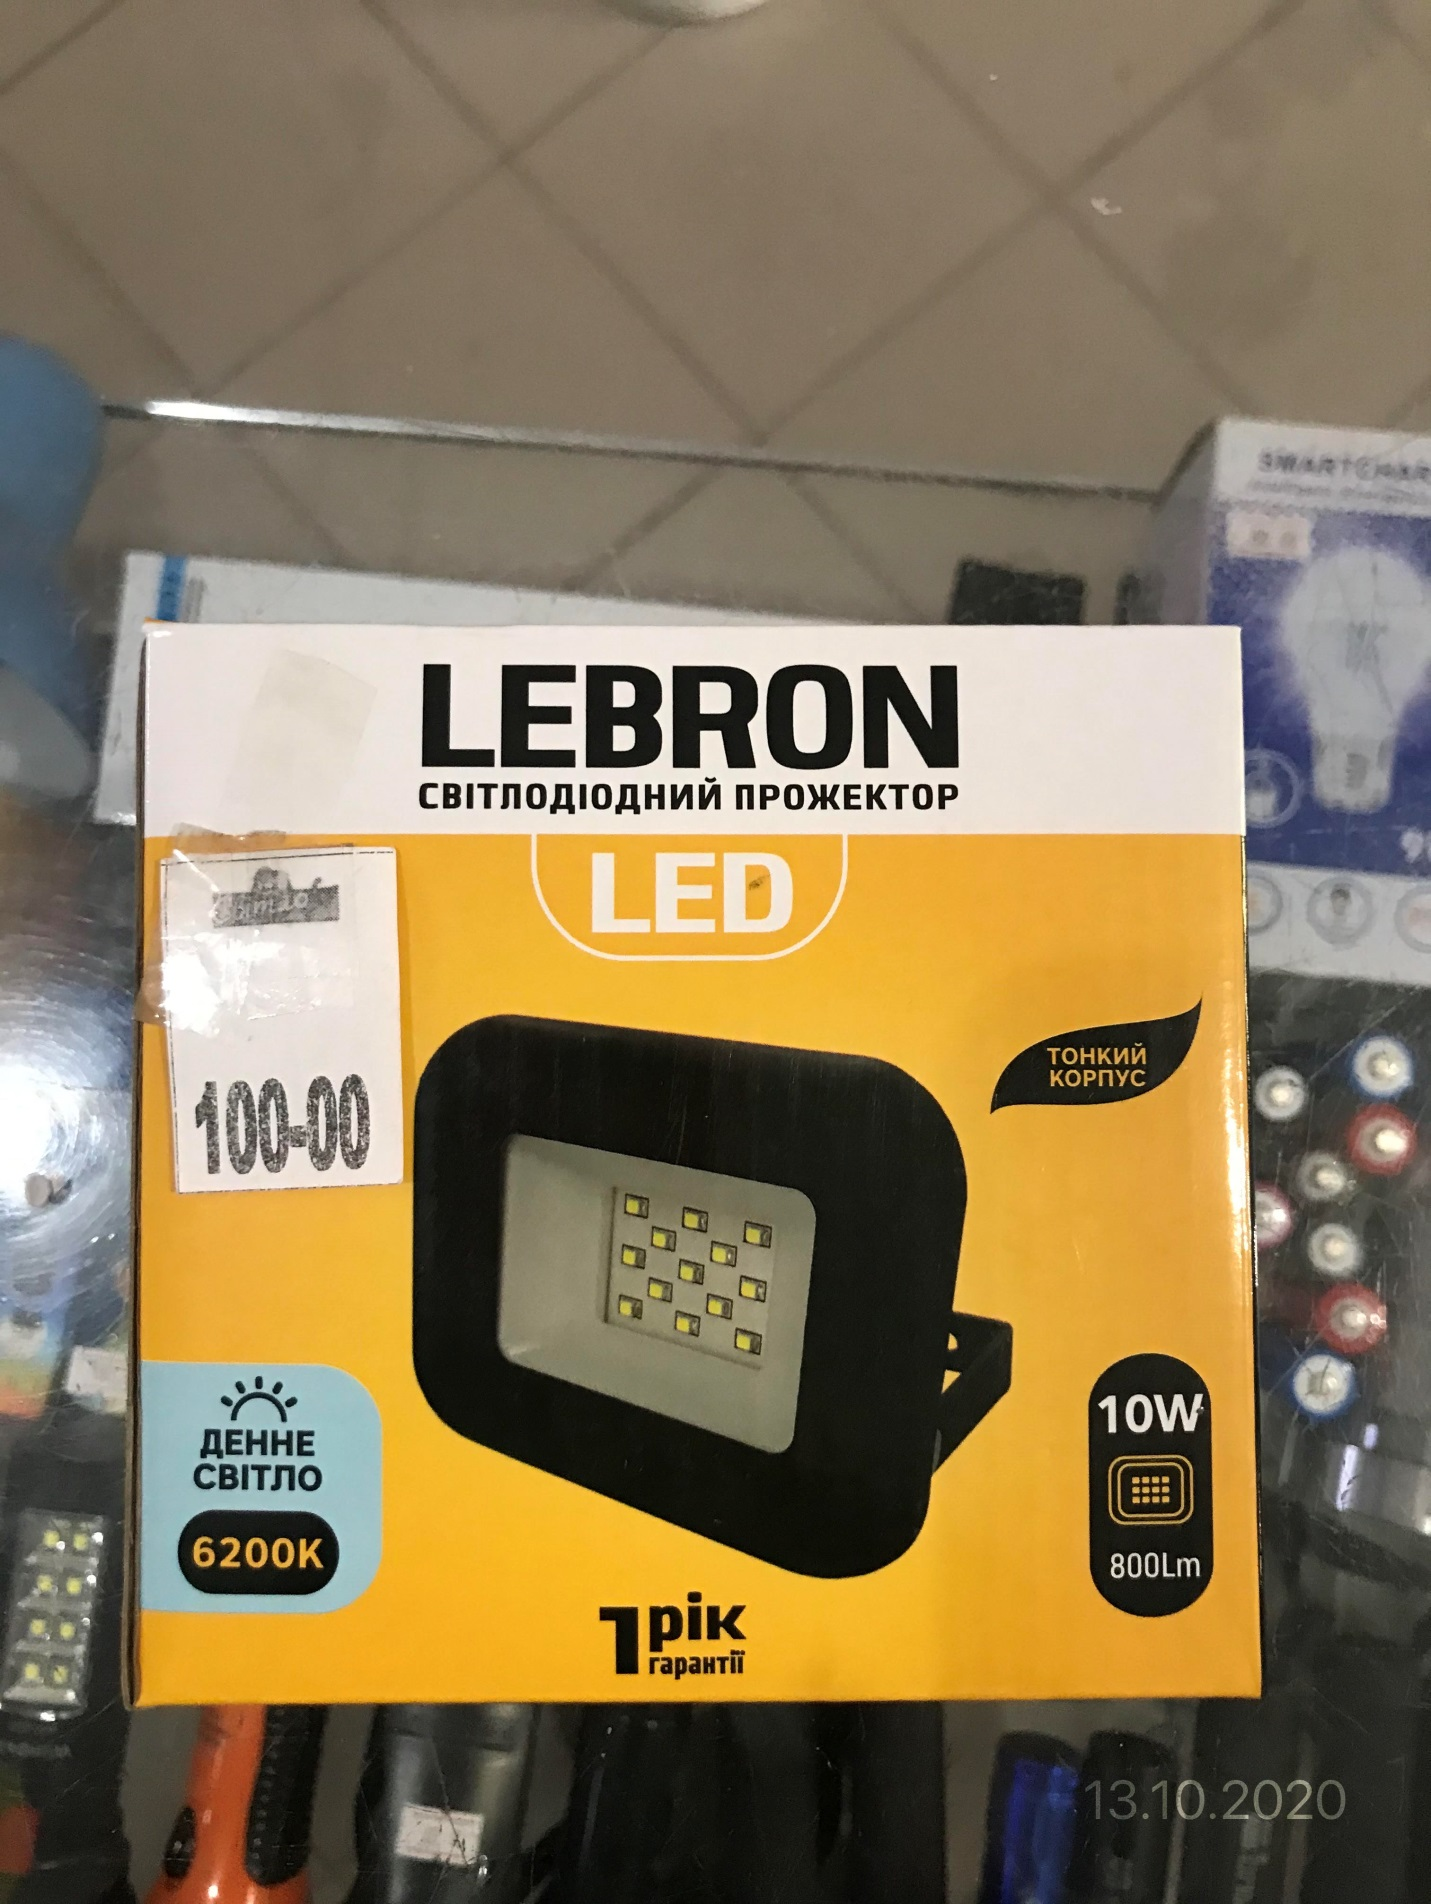 LEBRON
СВІТЛОДІОДНИЙ ПРОЖЕКТОР
LED
100-00
ТОНКИЙ
КОРПУС
ДЕННЕ
СВІТЛО
6200K
10W
800Lm
1 рік
гарантії
13.10.2020